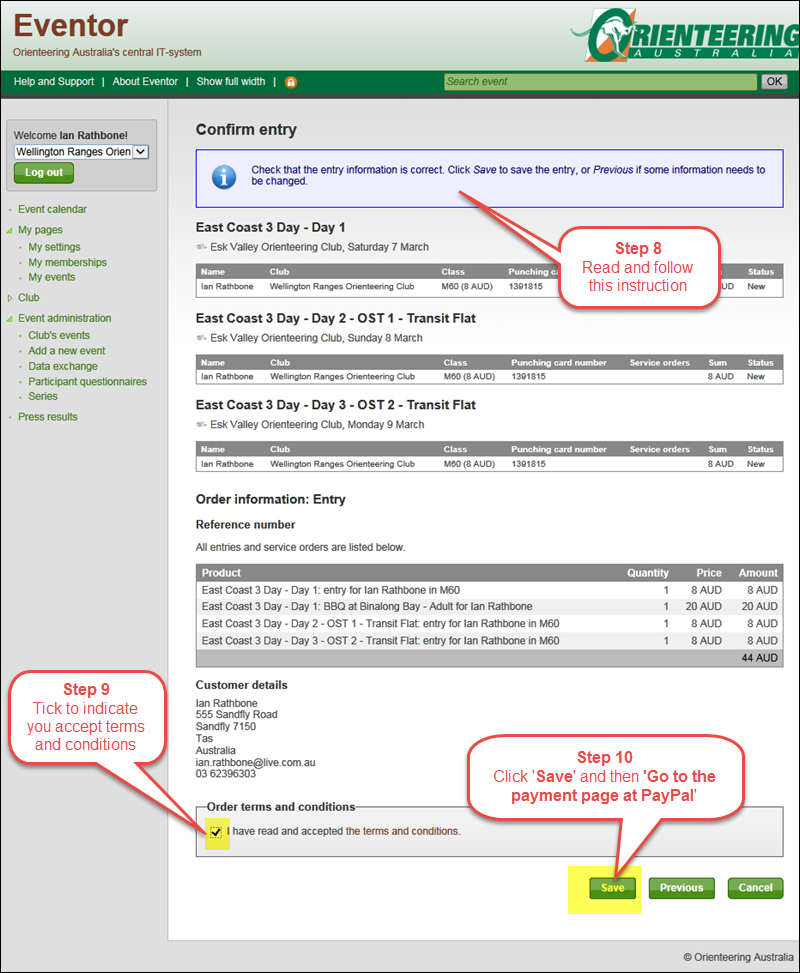 Eventor
Orienteering Australia's central IT-system
ORIENTEERING
AUSTRALIA
Help and Support | About Eventor | Show full width |
Search event
OK
Welcome Ian Rathbone!
Wellington Ranges Orien
Log out
Event calendar
My pages
My settings
My memberships
My events
Club
Event administration
Club's events
Add a new event
Data exchange
Participant questionnaires
Series
Press results
Confirm entry
Check that the entry information is correct. Click Save to save the entry, or Previous if some information needs to
be changed.
East Coast 3 Day - Day 1
Esk Valley Orienteering Club, Saturday 7 March
Step 8
Read and follow
this instruction
Name Club Class Punching card Status
Ian Rathbone Wellington Ranges Orienteering Club M60 (8 AUD) 1391815 New
East Coast 3 Day - Day 2 - OST 1 - Transit Flat
Esk Valley Orienteering Club, Sunday 8 March
Name Club Class Punching card number Service orders Sum Status
Ian Rathbone Wellington Ranges Orienteering Club M60 (8 AUD) 1391815 8 AUD New
East Coast 3 Day - Day 3 - OST 2 - Transit Flat
Esk Valley Orienteering Club, Monday 9 March
Name Club Class Punching card number Service orders Sum Status
Ian Rathbone Wellington Ranges Orienteering Club M60 (8 AUD) 1391815 8 AUD New
Order information: Entry
Reference number
All entries and service orders are listed below.
Product Quantity Price Amount
East Coast 3 Day - Day 1: entry for Ian Rathbone in M60 1 8 AUD 8 AUD
East Coast 3 Day - Day 1: BBQ at Binalong Bay - Adult for Ian Rathbone 1 20 AUD 20 AUD
East Coast 3 Day - Day 2 - OST 1 - Transit Flat: entry for Ian Rathbone in M60 1 8 AUD 8 AUD
East Coast 3 Day - Day 3 - OST 2 - Transit Flat: entry for Ian Rathbone in M60 1 8 AUD 8 AUD
44 AUD
Step 9
Tick to indicate
you accept terms
and conditions
Customer details
Ian Rathbone
555 Sandfly Road
Sandfly 7150
Tas
Australia
ian.rathbone@live.com.au
03 62396303
Step 10
Click 'Save' and then 'Go to the
payment page at PayPal'
Order terms and conditions
I have read and accepted the terms and conditions.
Save
Previous
Cancel
© Orienteering Australia